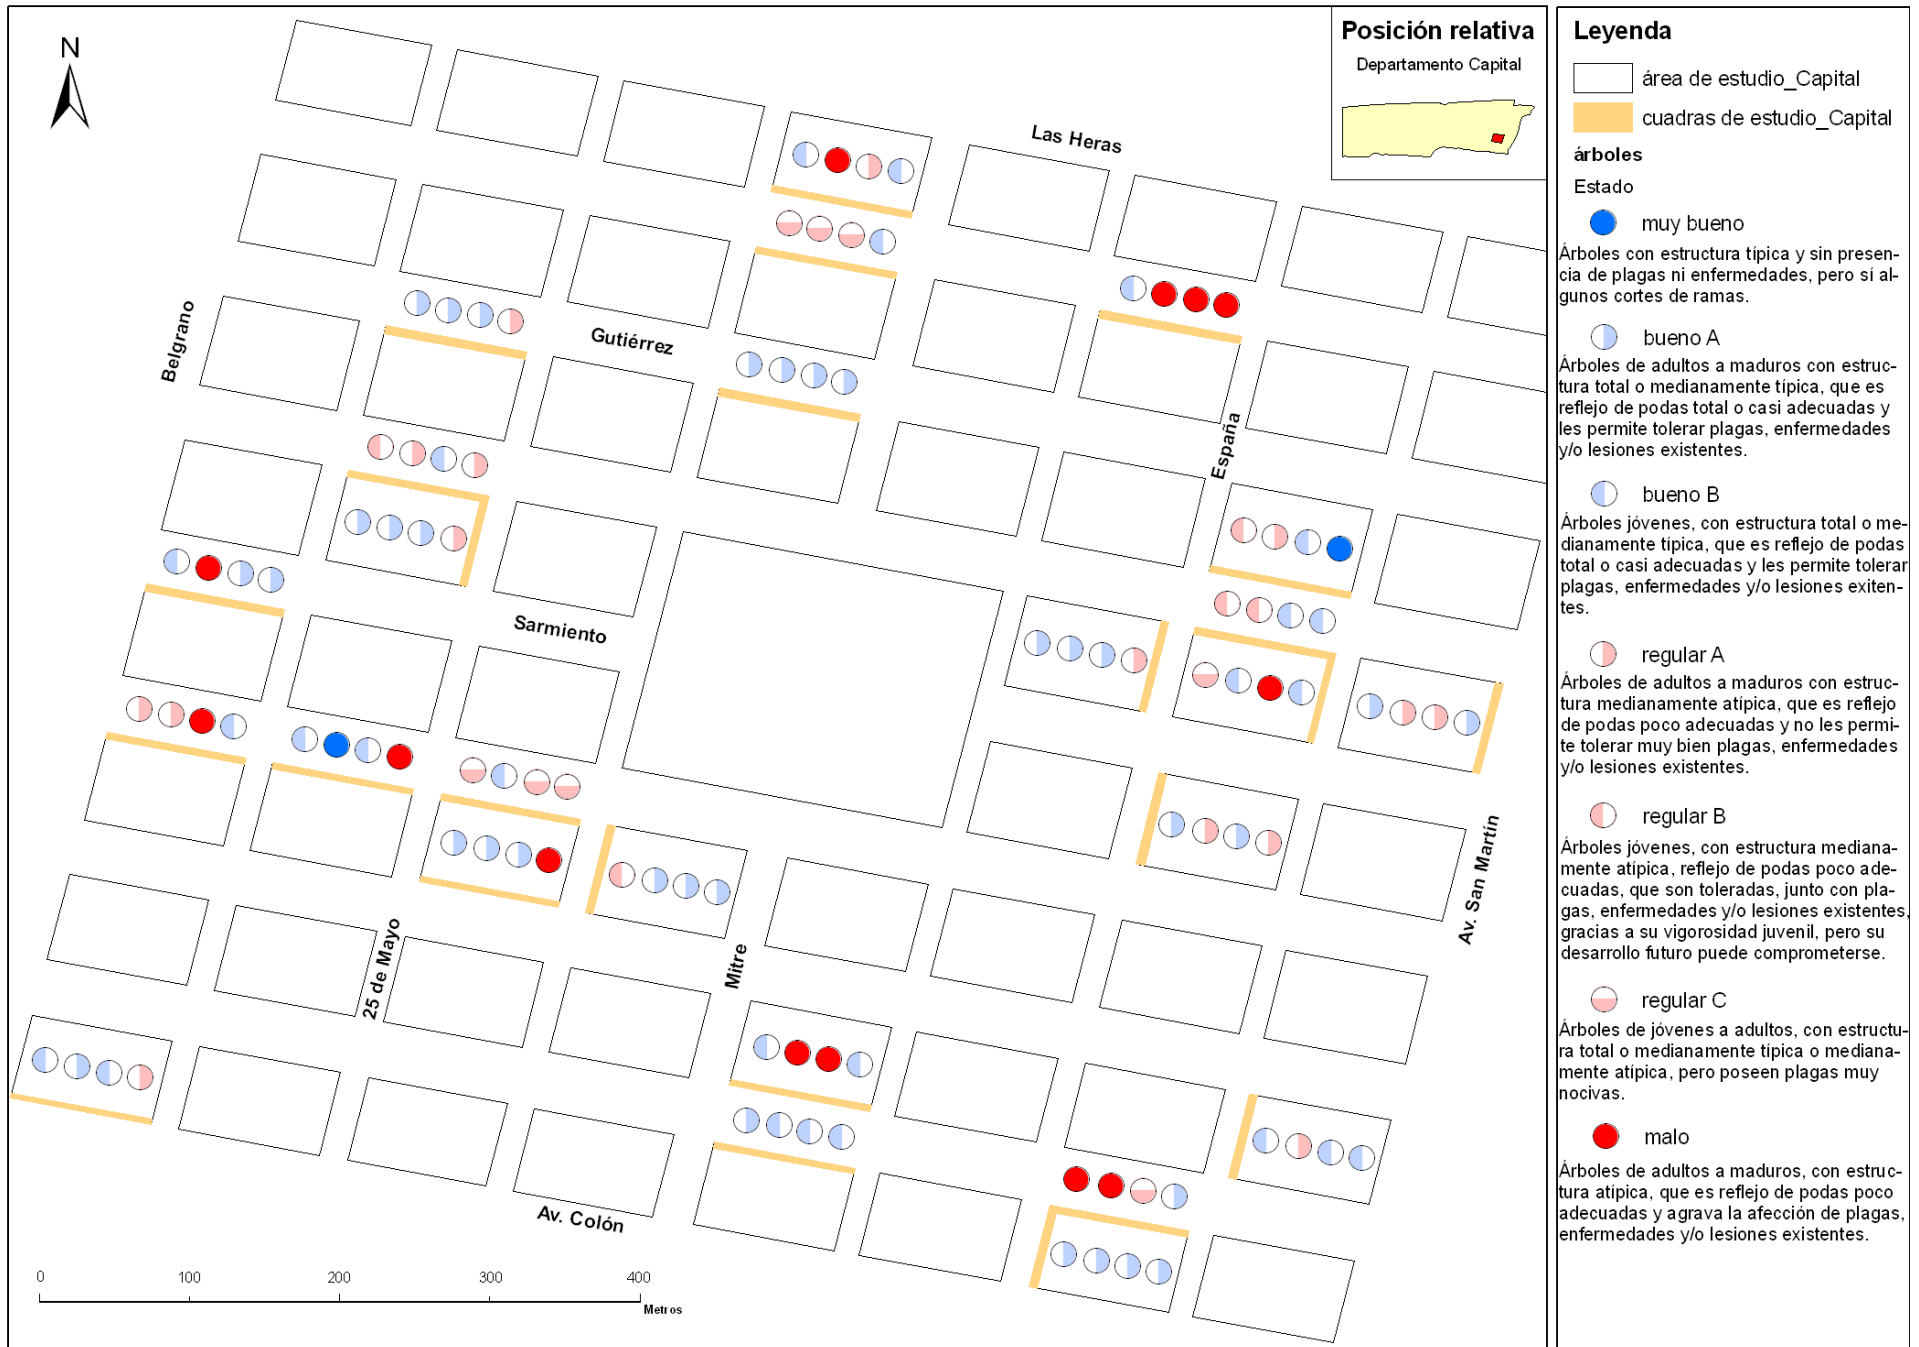 N
Las Heras
Belgrano
Gutiérrez
España
Sarmiento
Av. San Martín
25 de Mayo
Mitre
Av. Colón
0 100 200 300 400
Metros
Posición relativa
Departamento Capital
Leyenda
área de estudio_Capital
cuadras de estudio_Capital
árboles
Estado
muy bueno
Árboles con estructura típica y sin presen-
cia de plagas ni enfermedades, pero sí al-
gunos cortes de ramas.
bueno A
Árboles de adultos a maduros con estruc-
tura total o medianamente típica, que es
reflejo de podas total o casi adecuadas y
les permite tolerar plagas, enfermedades
y/o lesiones existentes.
bueno B
Árboles jóvenes, con estructura total o me-
dianamente típica, que es reflejo de podas
total o casi adecuadas y les permite tolerar
plagas, enfermedades y/o lesiones exiten-
tes.
regular A
Árboles de adultos a maduros con estruc-
tura medianamente atípica, que es reflejo
de podas poco adecuadas y no les permi-
te tolerar muy bien plagas, enfermedades
y/o lesiones existentes.
regular B
Árboles jóvenes, con estructura mediana-
mente atípica, reflejo de podas poco ade-
cuadas, que son toleradas, junto con pla-
gas, enfermedades y/o lesiones existentes,
gracias a su vigorosidad juvenil, pero su
desarrollo futuro puede comprometerse.
regular C
Árboles de jóvenes a adultos, con estructu-
ra total o medianamente típica o mediana-
mente atípica, pero poseen plagas muy
nocivas.
malo
Árboles de adultos a maduros, con estruc-
tura atípica, que es reflejo de podas poco
adecuadas y agrava la afección de plagas,
enfermedades y/o lesiones existentes.